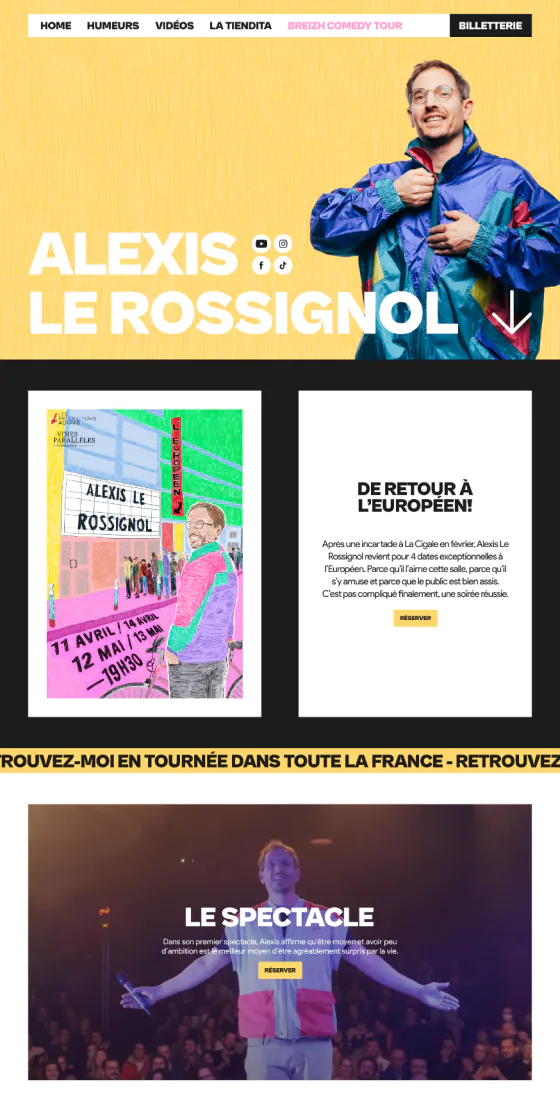 HOME HUMEURS VIDÉOS LA TIENDITA BREIZH COMEDY TOUR BILLETTERIE
ALEXIS
LE ROSSIGNOL
LES
PRODUCTIONS
ADONIS
VOIES
PARALLÈLES
L'EUROPÉEN
ALEXIS LE
ROSSIGNOL
11 AVRIL / 14 AVRIL
12 MAI / 13 MAI
—19H30
DE RETOUR À
L'EUROPÉEN!
Après une incartade à La Cigale en février, Alexis Le
Rossignol revient pour 4 dates exceptionnelles à
l'Européen. Parce qu'il l'aime cette salle, parce qu'il
s'y amuse et parce que le public est bien assis.
C'est pas compliqué finalement, une soirée réussie.
RÉSERVER
TROUVEZ-MOI EN TOURNÉE DANS TOUTE LA FRANCE - RETROUVEZ
LE SPECTACLE
Dans son premier spectacle, Alexis affirme qu'être moyen et avoir peu
d'ambition est le meilleur moyen d'être agréablement surpris par la vie.
RÉSERVER